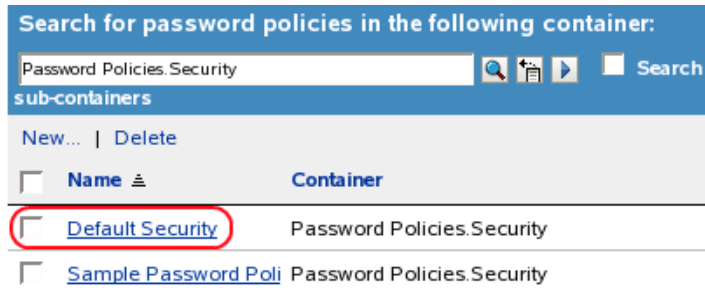 Search for password policies in the following container:
Password Policies.Security
Search
sub-containers
New... | Delete
Name Container
Default Security Password Policies.Security
Sample Password Poli Password Policies.Security